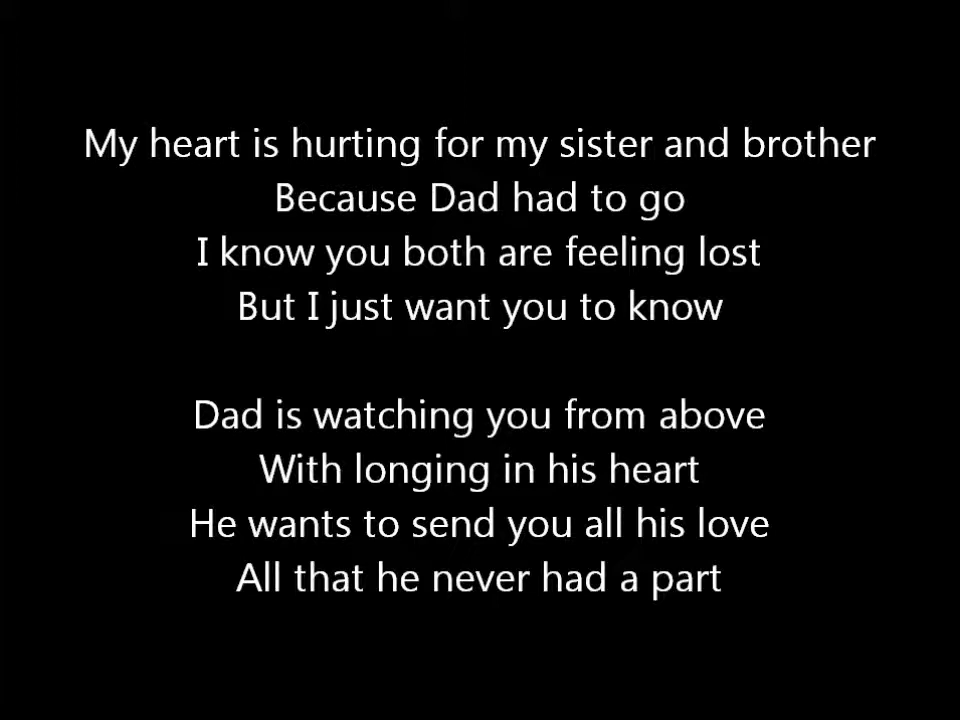 My heart is hurting for my sister and brother
Because Dad had to go
I know you both are feeling lost
But I just want you to know
Dad is watching you from above
With longing in his heart
He wants to send you all his love
All that he never had a part